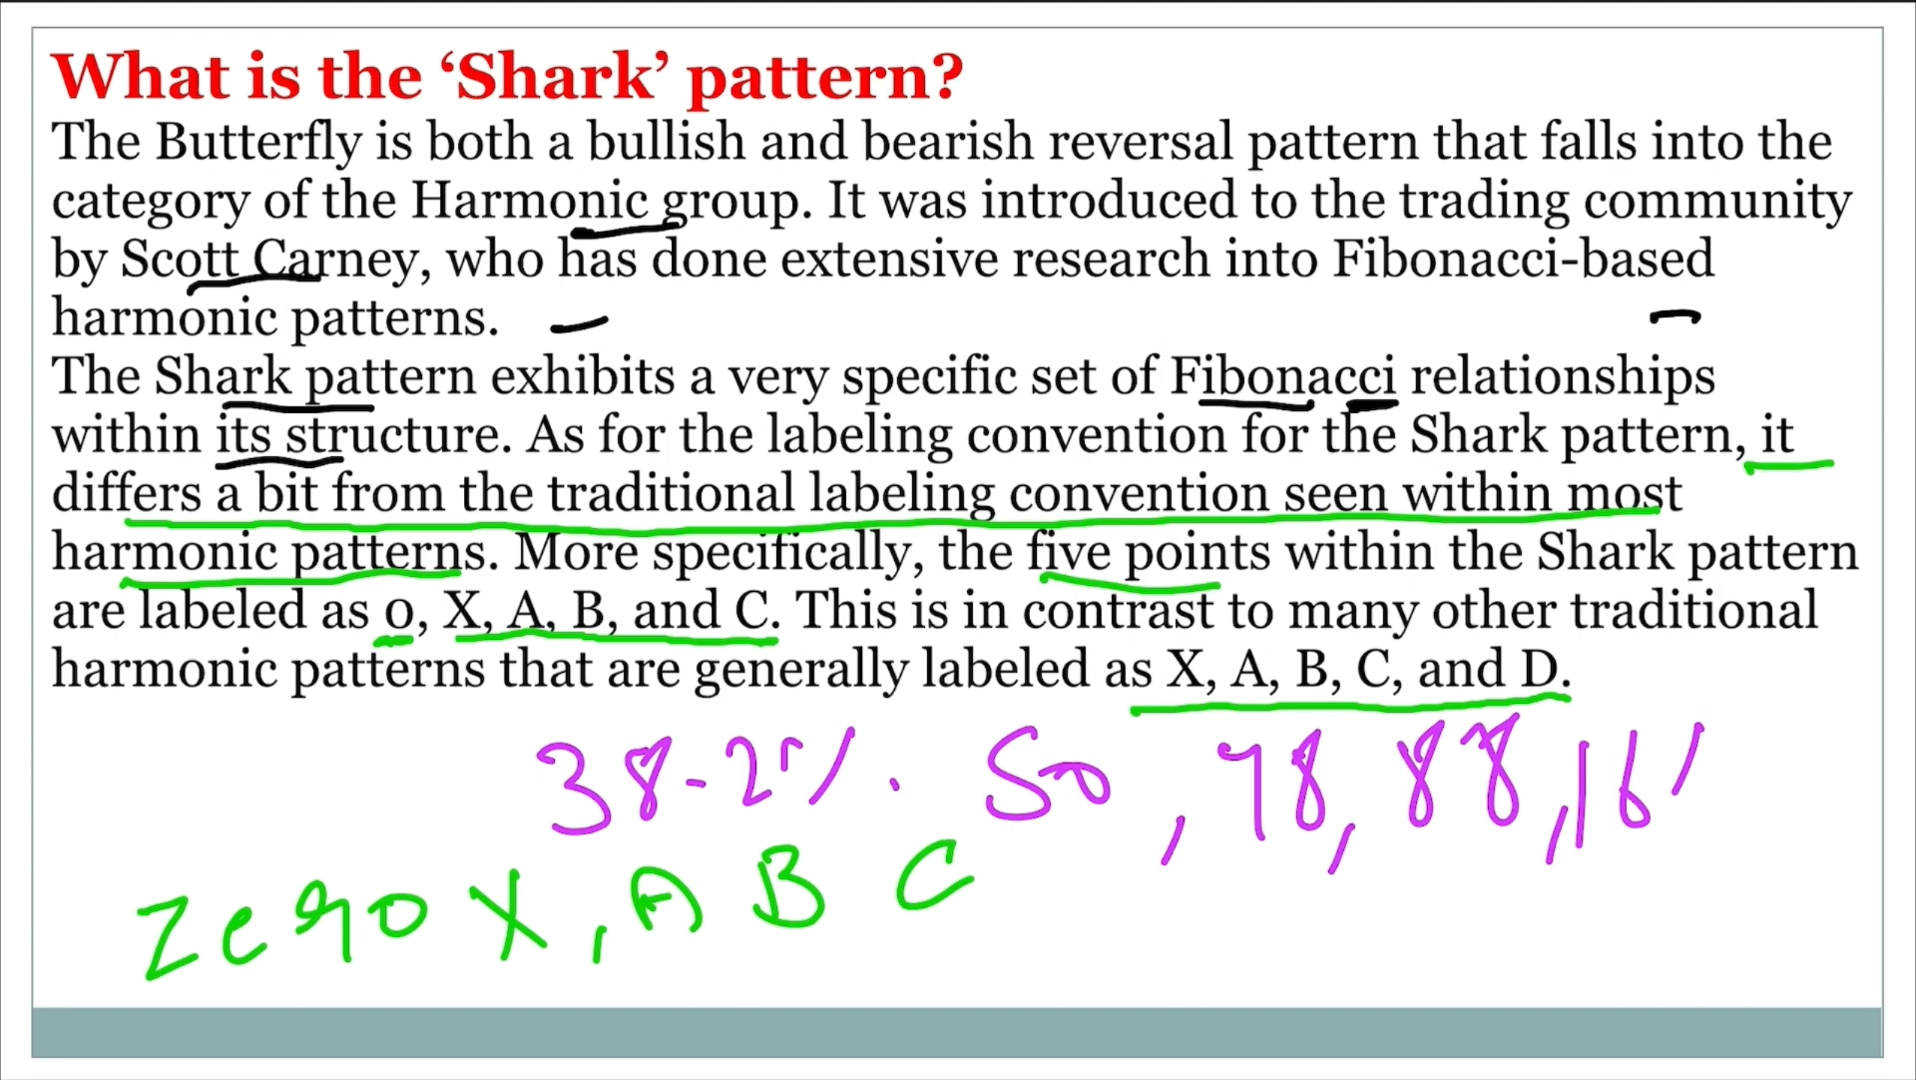 What is the ‘Shark’ pattern?
The Butterfly is both a bullish and bearish reversal pattern that falls into the
category of the Harmonic group. It was introduced to the trading community
by Scott Carney, who has done extensive research into Fibonacci-based
harmonic patterns.
The Shark pattern exhibits a very specific set of Fibonacci relationships
within its structure. As for the labeling convention for the Shark pattern, it
differs a bit from the traditional labeling convention seen within most
harmonic patterns. More specifically, the five points within the Shark pattern
are labeled as 0, X, A, B, and C. This is in contrast to many other traditional
harmonic patterns that are generally labeled as X, A, B, C, and D.
50, 78, 88,
Zero X, A B C